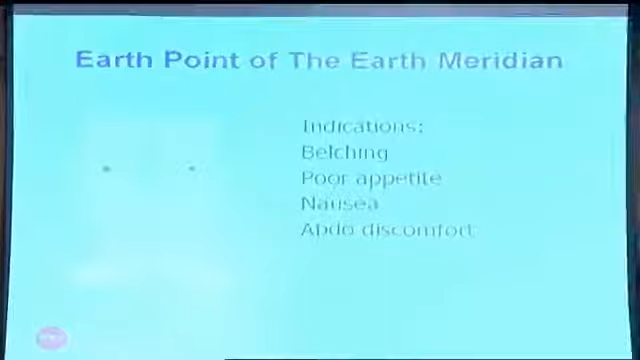 Earth Point of The Earth Meridian
Indications:
Belching
Poor appetite
Nausea
Abdo discomfort